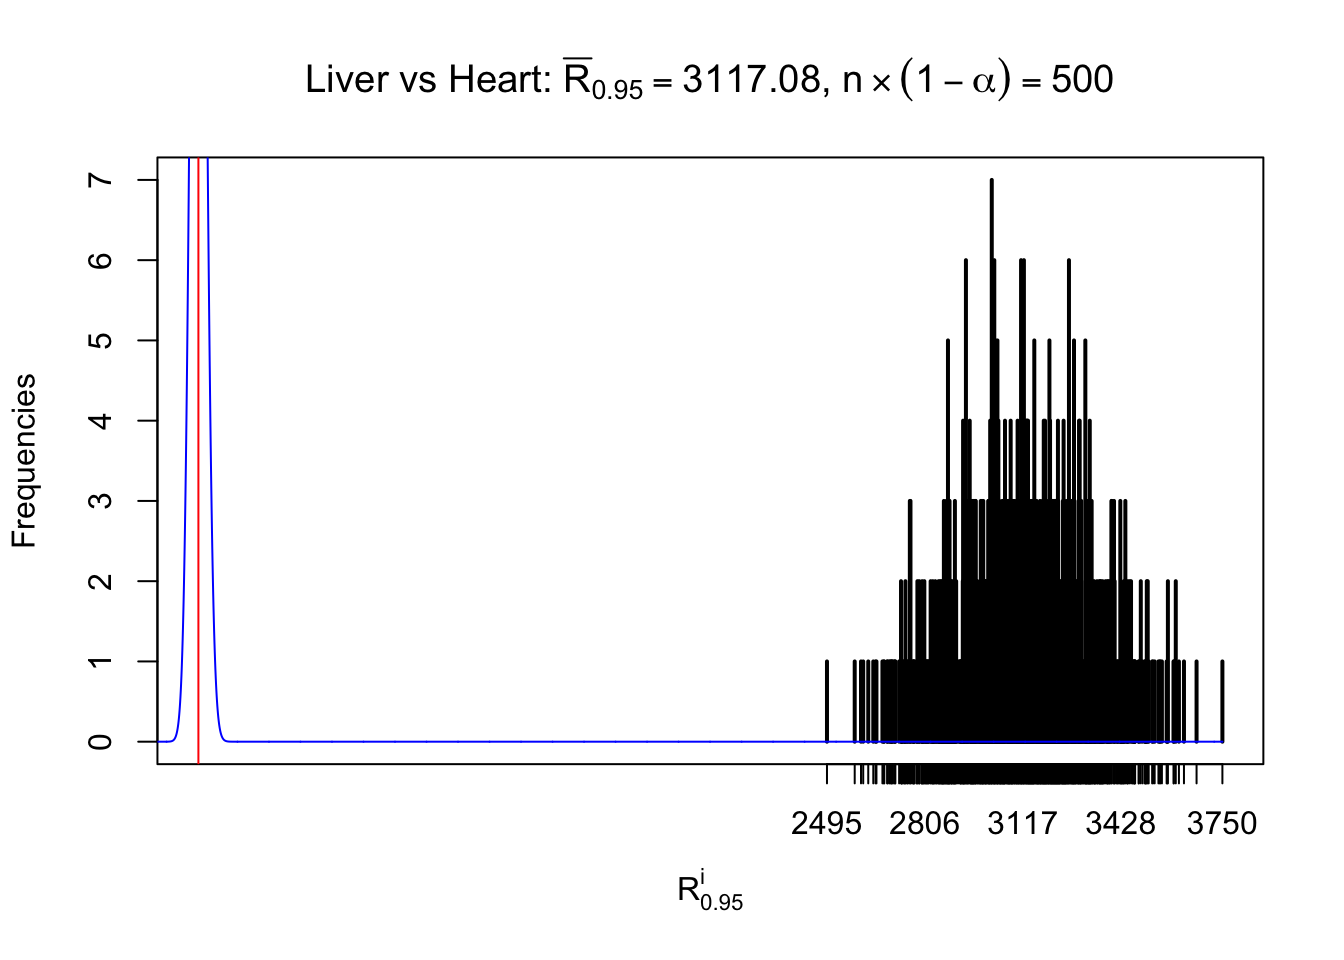 Liver vs Heart: R̅0.95 = 3117.08, n × (1 − α) = 500
7
6
5
4
3
2
1
0
Frequencies
2495 2806 3117 3428 3750
R^i_0.95